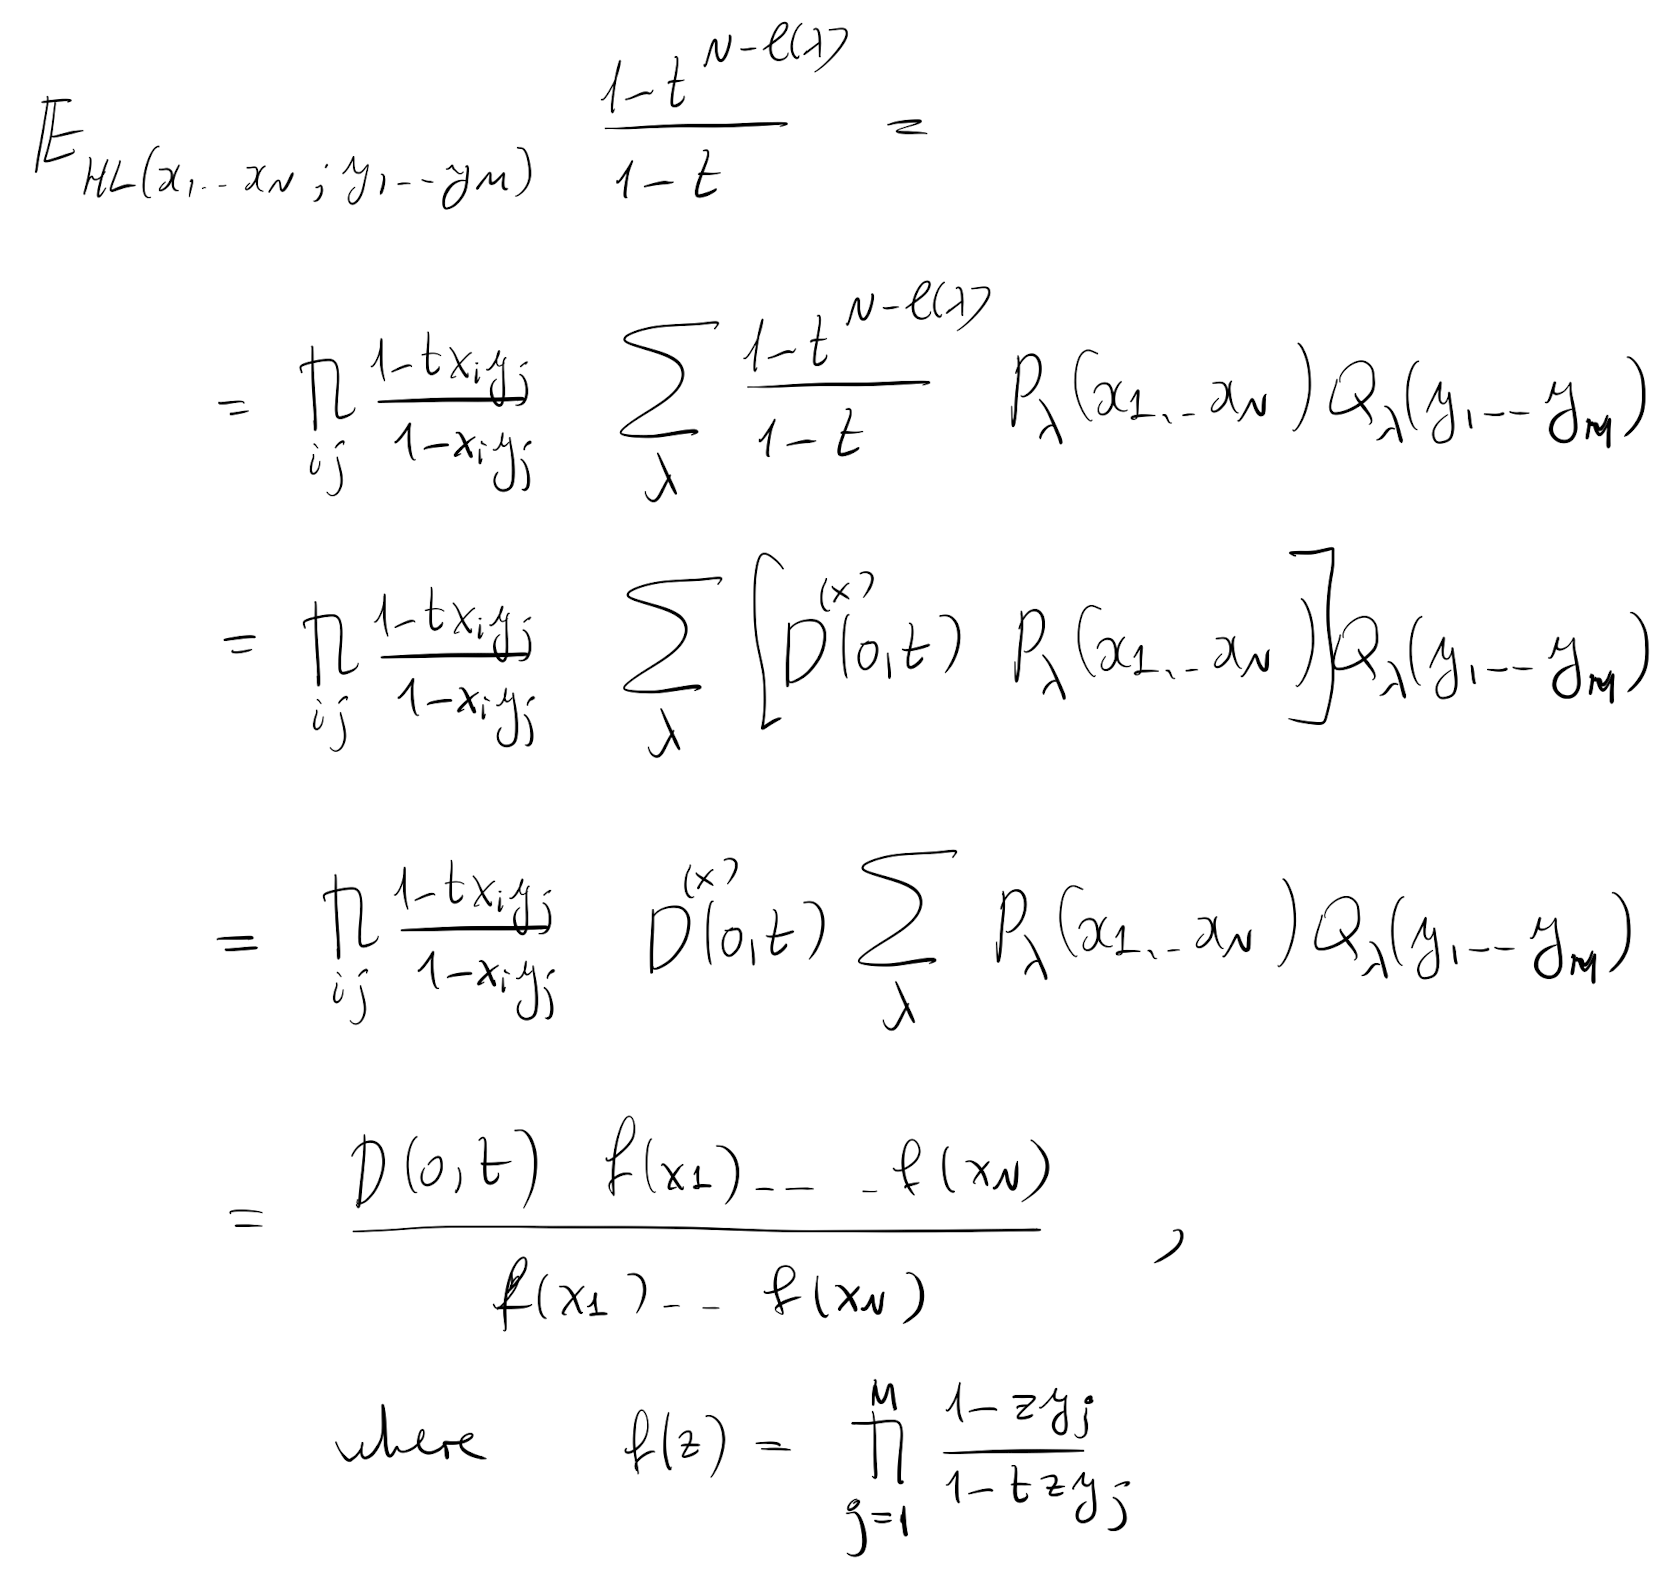 $\mathbb{E}_{HL(x_1 .. x_N ; y_1 -- y_M)} \frac{1-t^{N-\ell(\lambda)}}{1-t} =$
$= \prod_{ij} \frac{1-tx_iy_j}{1-x_iy_j} \sum_{\lambda} \frac{1-t^{N-\ell(\lambda)}}{1-t} P_\lambda(x_1 .. x_N) Q_\lambda(y_1 -- y_M)$
$= \prod_{ij} \frac{1-tx_iy_j}{1-x_iy_j} \sum_{\lambda} \left[ D^{(x)}(0,t) P_\lambda(x_1 .. x_N) \right] Q_\lambda(y_1 -- y_M)$
$= \prod_{ij} \frac{1-tx_iy_j}{1-x_iy_j} D^{(x)}(0,t) \sum_{\lambda} P_\lambda(x_1 .. x_N) Q_\lambda(y_1 -- y_M)$
$= \frac{D(0,t) f(x_1) --- f(x_N)}{f(x_1) -- f(x_N)} ,$
where $f(z) = \prod_{j=1}^{M} \frac{1-zy_j}{1-tzy_j}$